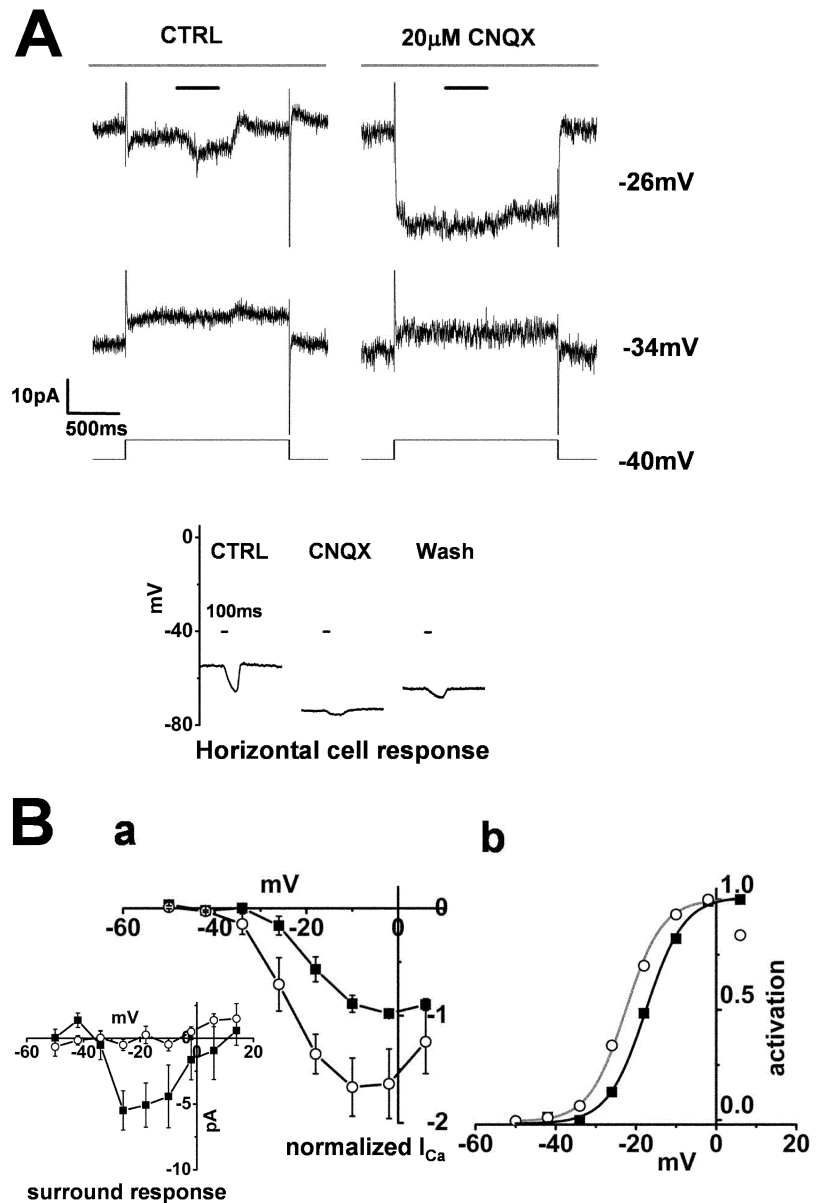 A
CTRL
20μM CNQX
-26mV
-34mV
10pA
500ms
-40mV
0
CTRL CNQX Wash
mV
100ms
-40
-80
Horizontal cell response
B
a
b
mV
0
-60 -40 -20 0
-1
-2
normalized ICa
mV
0
-60 -40 -20 20
-5
pA
-10
surround response
1.0
0.5
0.0
activation
-60 -40 -20 0 20
mV